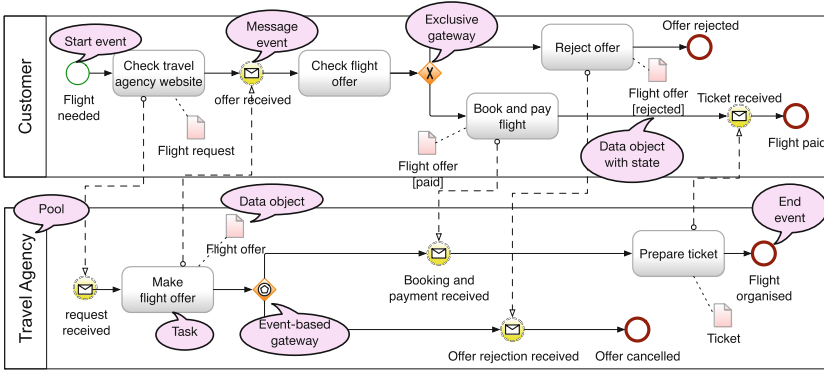 Customer
Start event
Flight
needed
Check travel
agency website
Flight request
Message
event
offer received
Check flight
offer
Exclusive
gateway
X
Reject offer
Flight offer
[rejected]
Offer rejected
Book and pay
flight
Flight offer
[paid]
Data object
with state
Ticket received
Flight paid
Travel Agency
Pool
request
received
Make
flight offer
Task
Data object
Flight offer
Event-based
gateway
Booking and
payment received
Offer rejection received
Offer cancelled
Prepare ticket
Ticket
End
event
Flight
organised